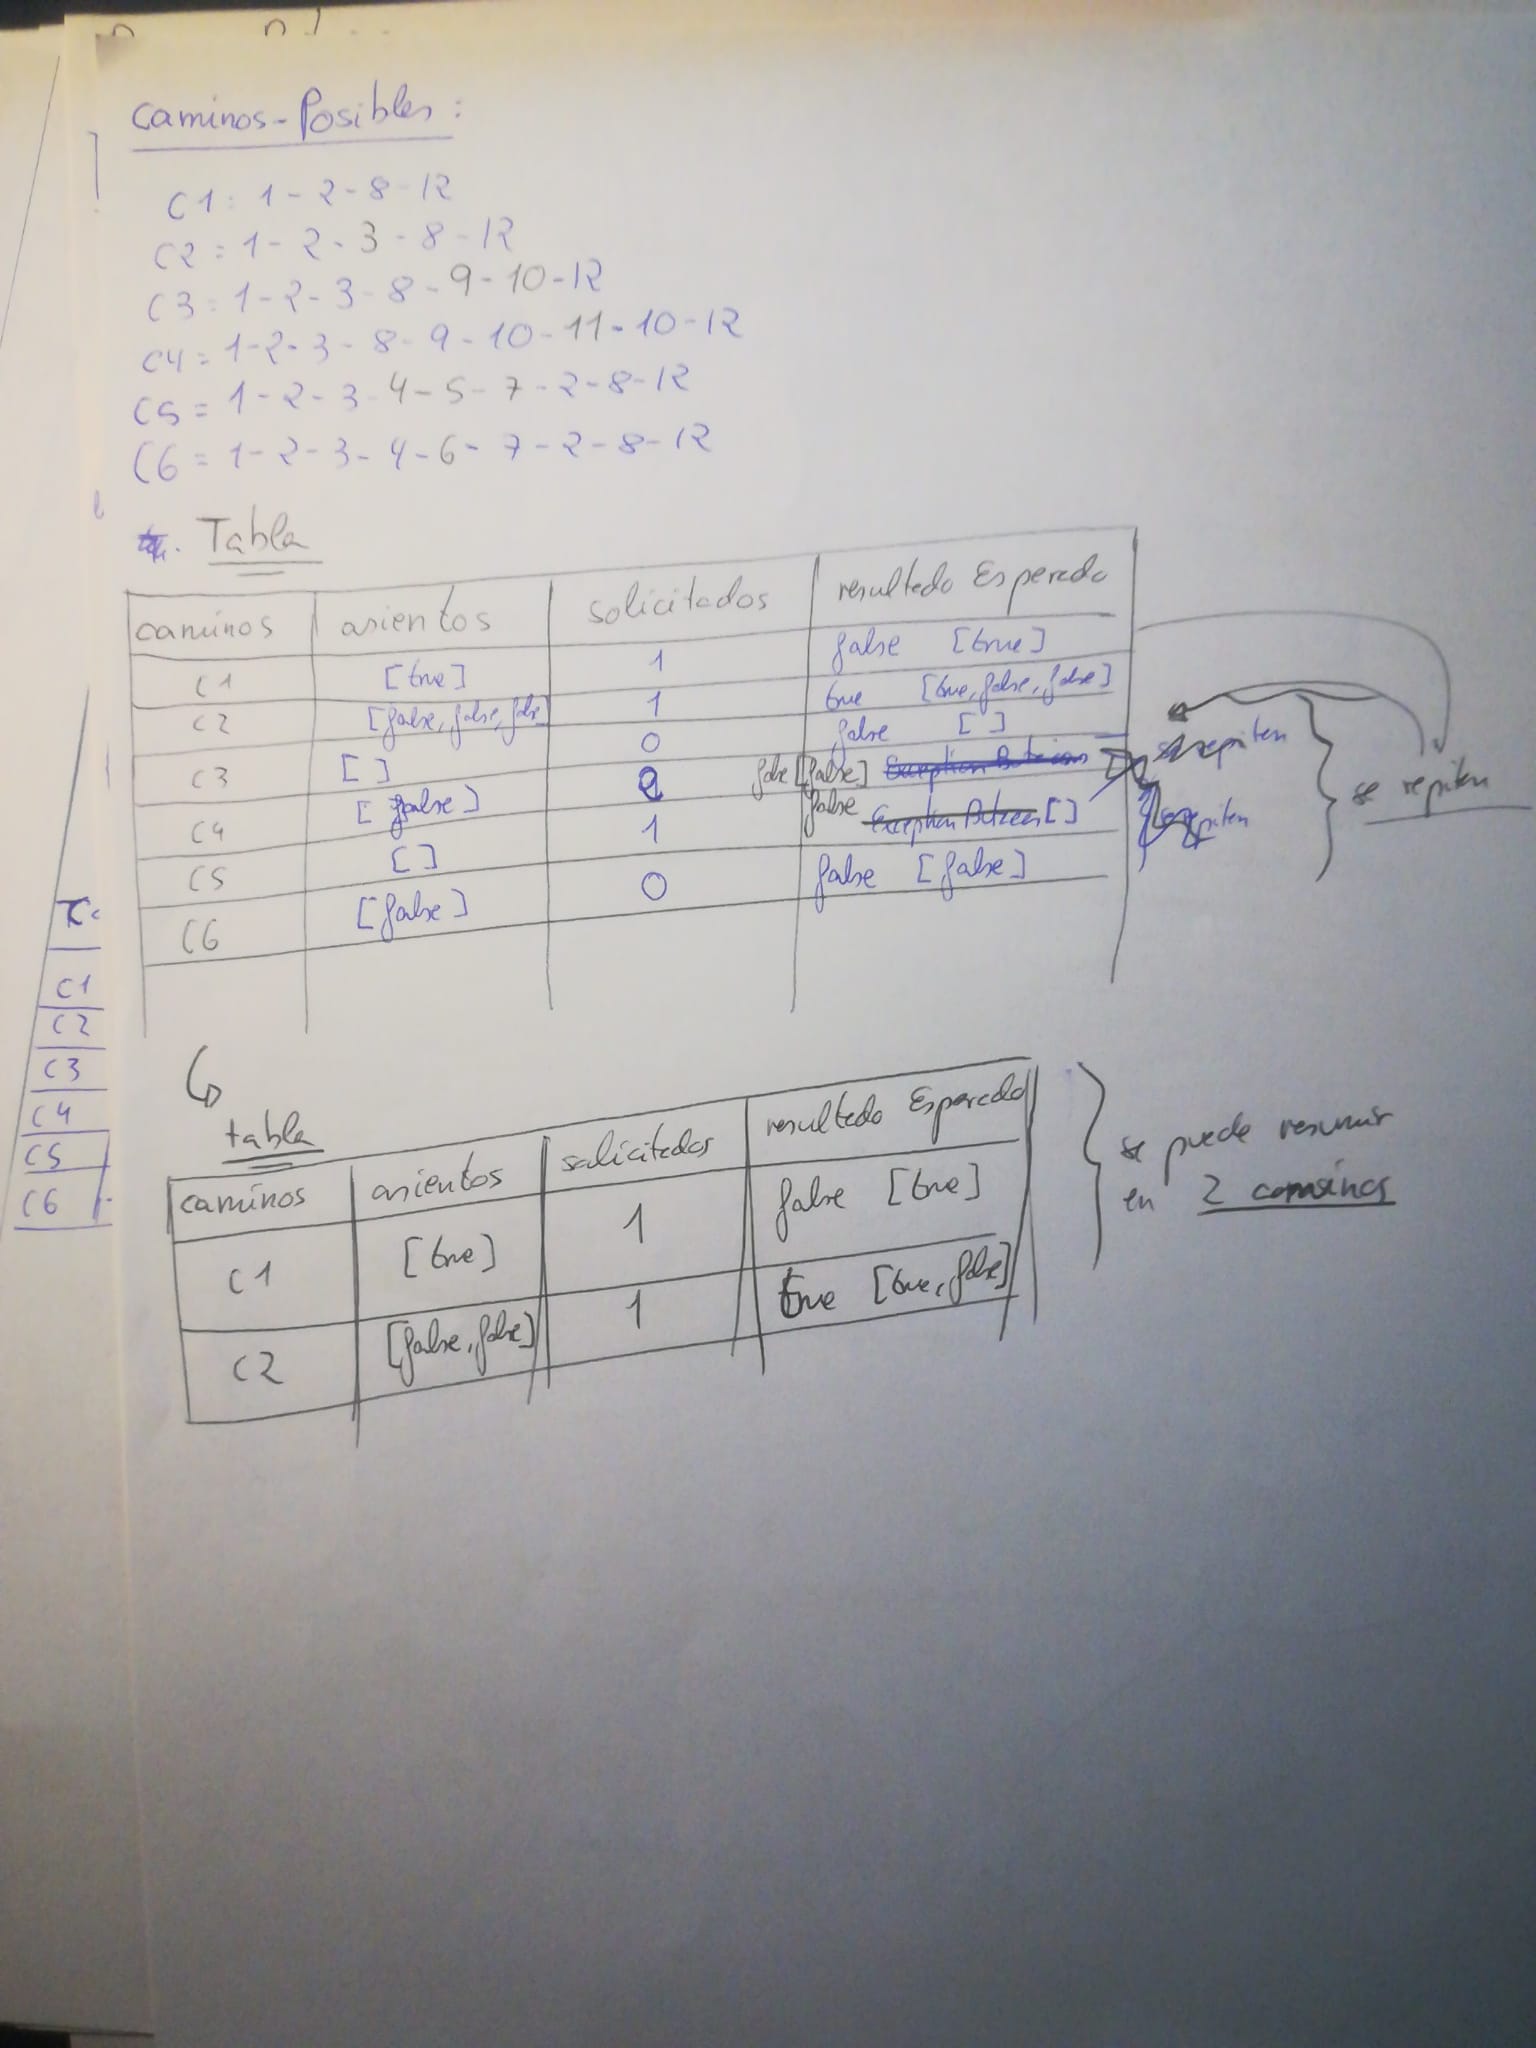 Caminos-Posibles:
C1: 1-2-8-12
C2 = 1-2-3-8-12
C3 = 1-2-3-8-9-10-12
C4 = 1-2-3-8-9-10-11-10-12
C5 = 1-2-3-4-5-7-2-8-12
C6 = 1-2-3-4-6-7-2-8-12
Tabla
caminos asientos solicitados resultado Esperado
C1 [true] 1 false [true]
C2 [false, false, false] 1 true [true, false, false]
C3 [] 0 false []
C4 [false] 2 false [false]
C5 [] 1 false []
C6 [false] 0 false [false]
se repiten
se repiten
se repiten
C1
C2
C3
C4
C5
C6
tabla
caminos asientos solicitados resultado Esperado
C1 [true] 1 false [true]
C2 [false, false] 1 true [true, false]
se puede resumir
en 2 caminos